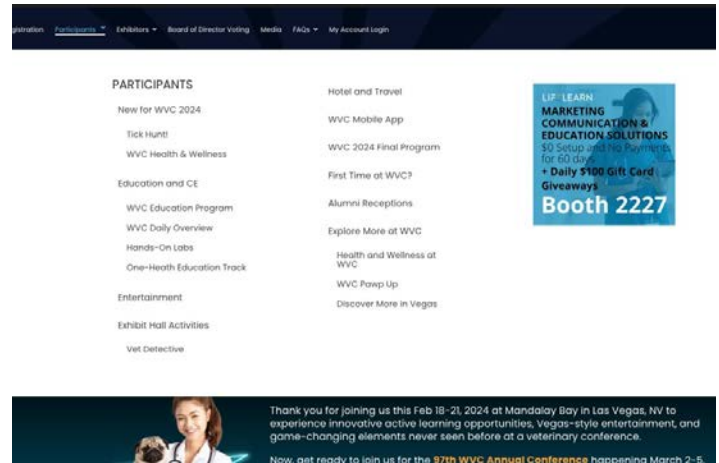 gistration Participants Exhibitors Board of Director Voting Media FAQs My Account Login
PARTICIPANTS
New for WVC 2024
Tick Hunt!
WVC Health & Wellness
Education and CE
WVC Education Program
WVC Daily Overview
Hands-On Labs
One-Heath Education Track
Entertainment
Exhibit Hall Activities
Vet Detective
Hotel and Travel
WVC Mobile App
WVC 2024 Final Program
First Time at WVC?
Alumni Receptions
Explore More at WVC
Health and Wellness at
WVC
WVC Pawp Up
Discover More in Vegas
LIFELEARN
MARKETING
COMMUNICATION &
EDUCATION SOLUTIONS
$0 Setup and No Payments
for 60 days
+ Daily $100 Gift Card
Giveaways
Booth 2227
Thank you for joining us this Feb 18-21, 2024 at Mandalay Bay in Las Vegas, NV to
experience innovative active learning opportunities, Vegas-style entertainment, and
game-changing elements never seen before at a veterinary conference.
Now, get ready to join us for the 97th WVC Annual Conference happening March 2-5,